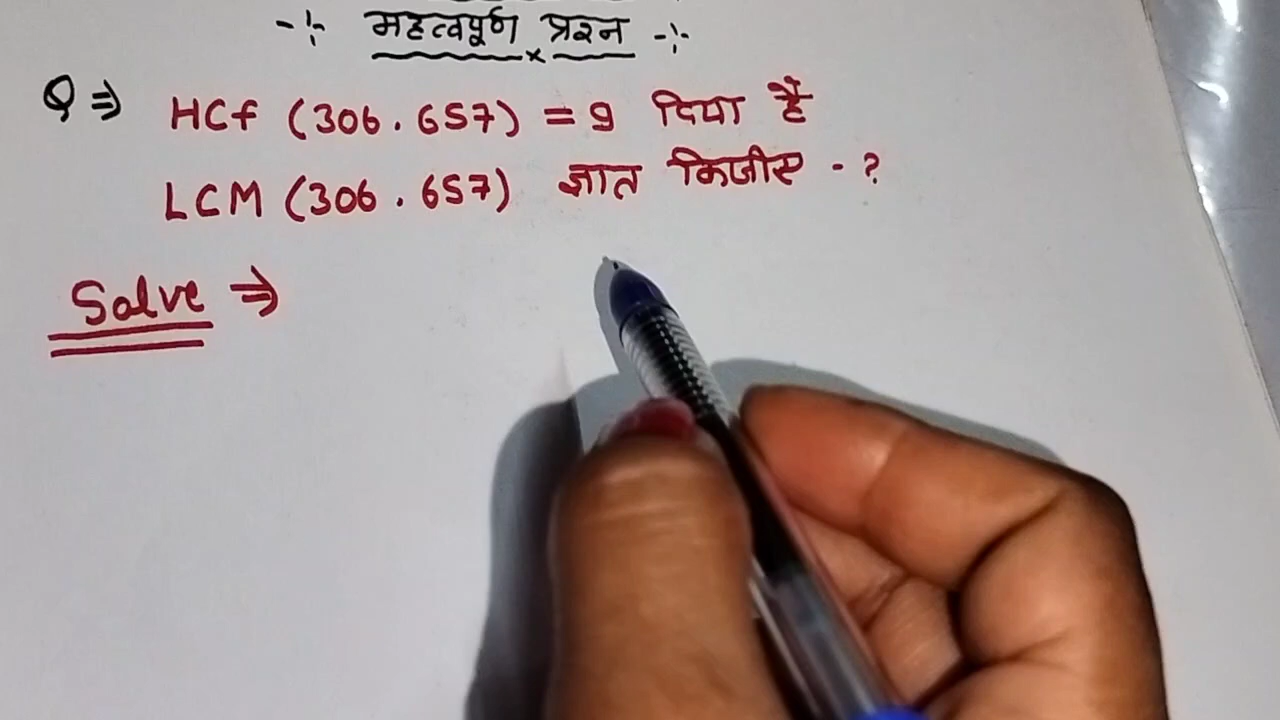 -:- महत्वपूर्ण प्रश्न -:-
Q ⇒ HCf (306.657) = 9 दिया है
LCM (306.657) ज्ञात किजीए - ?
Solve ⇒